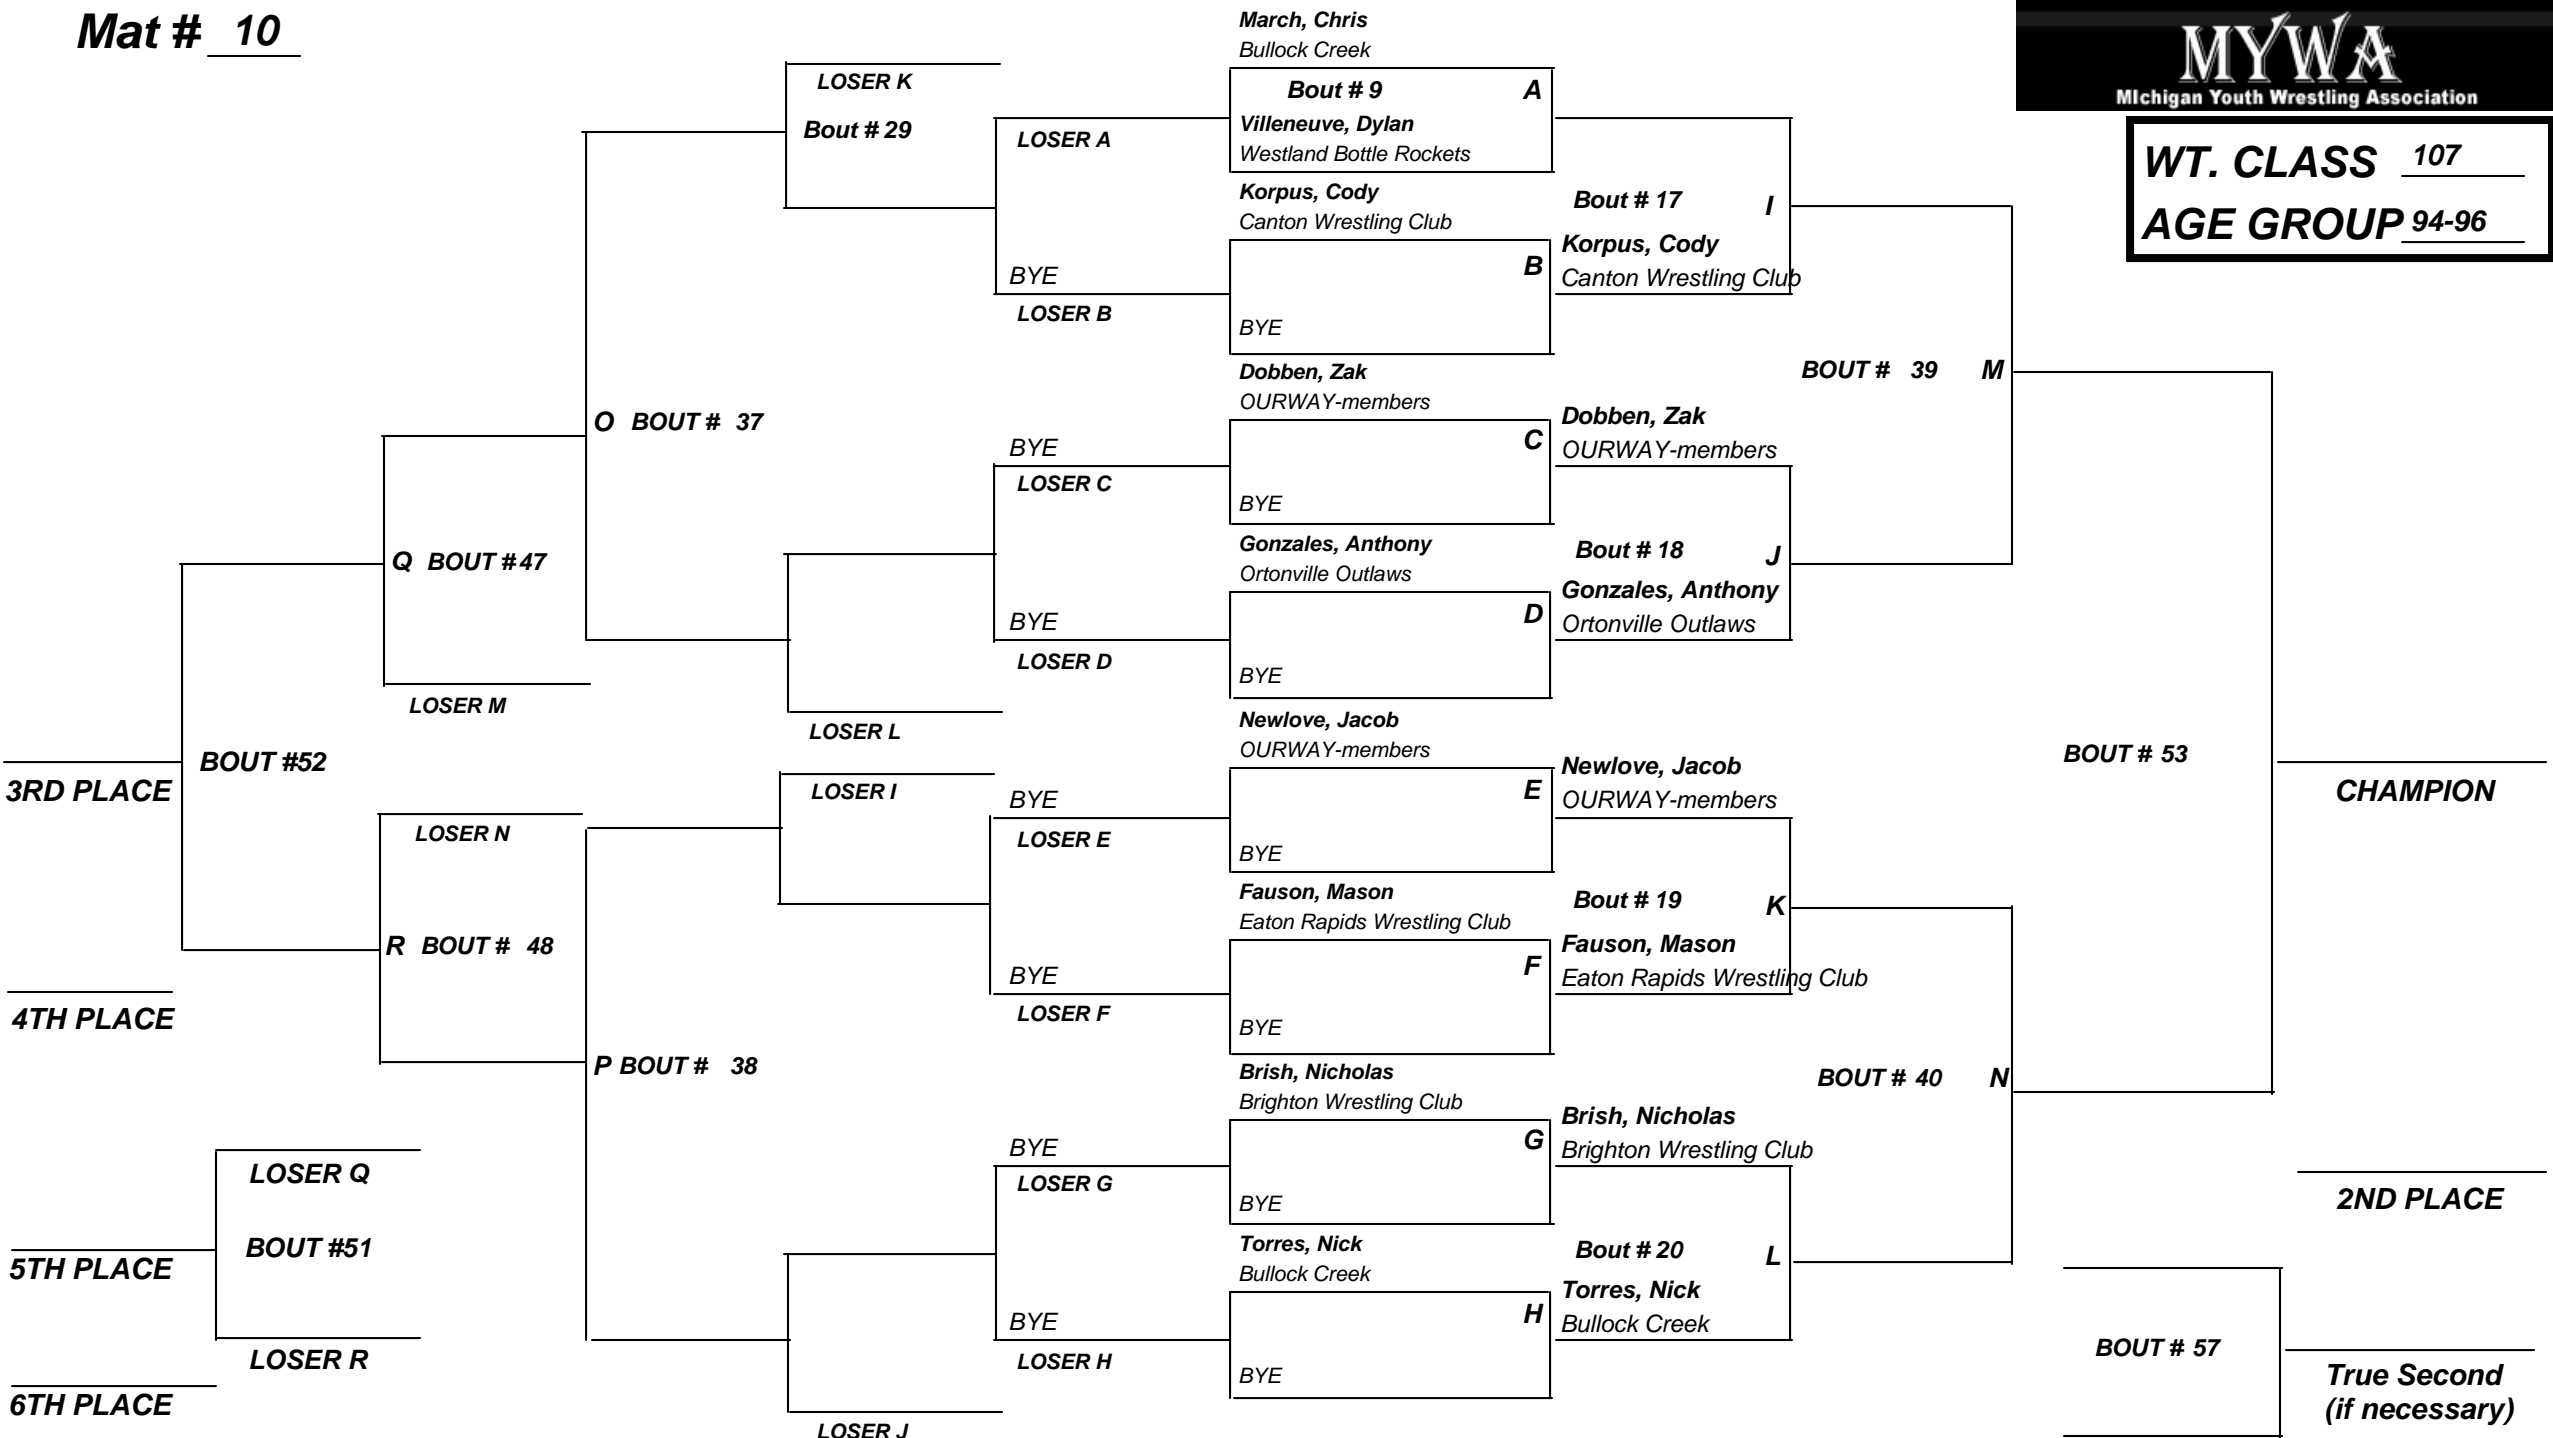 Mat # 10
MYWA
MIchigan Youth Wrestling Association
WT. CLASS 107
AGE GROUP 94-96
March, Chris
Bullock Creek
Bout # 9 A
Villeneuve, Dylan
Westland Bottle Rockets
Korpus, Cody
Canton Wrestling Club
B
BYE
Dobben, Zak
OURWAY-members
C
BYE
Gonzales, Anthony
Ortonville Outlaws
D
BYE
Newlove, Jacob
OURWAY-members
E
BYE
Fauson, Mason
Eaton Rapids Wrestling Club
F
BYE
Brish, Nicholas
Brighton Wrestling Club
G
BYE
Torres, Nick
Bullock Creek
H
BYE
Bout # 17 I
Korpus, Cody
Canton Wrestling Club
Dobben, Zak
OURWAY-members
Bout # 18 J
Gonzales, Anthony
Ortonville Outlaws
Newlove, Jacob
OURWAY-members
Bout # 19 K
Fauson, Mason
Eaton Rapids Wrestling Club
Brish, Nicholas
Brighton Wrestling Club
Bout # 20 L
Torres, Nick
Bullock Creek
BOUT # 39 M
BOUT # 40 N
BOUT # 53
CHAMPION
2ND PLACE
BOUT # 57
True Second
(if necessary)
LOSER A
BYE
LOSER B
BYE
LOSER C
BYE
LOSER D
BYE
LOSER E
BYE
LOSER F
BYE
LOSER G
BYE
LOSER H
LOSER K
Bout # 29
LOSER L
LOSER I
LOSER J
O BOUT # 37
P BOUT # 38
Q BOUT # 47
LOSER M
LOSER N
R BOUT # 48
BOUT #52
3RD PLACE
4TH PLACE
LOSER Q
BOUT #51
5TH PLACE
LOSER R
6TH PLACE